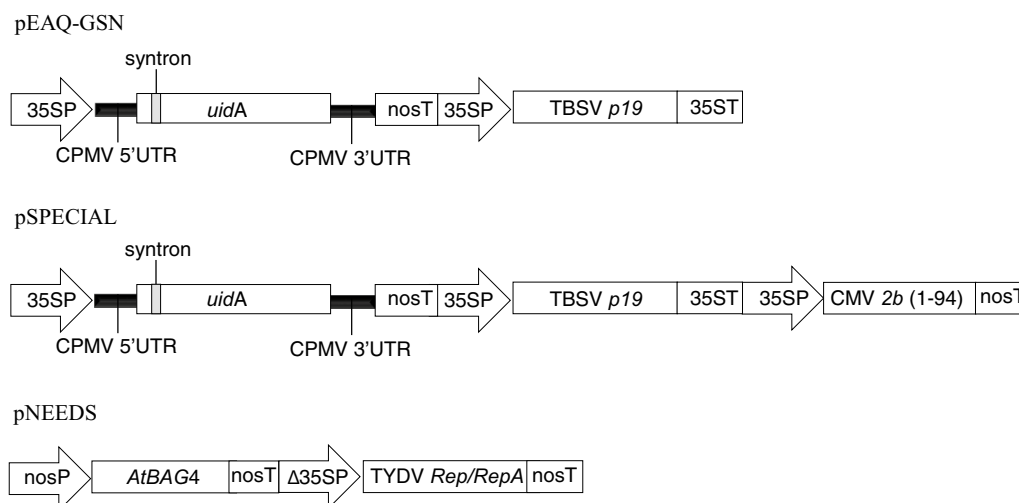 pEAQ-GSN
syntron
35SP uidA nosT 35SP TBSV p19 35ST
CPMV 5’UTR CPMV 3’UTR
pSPECIAL
syntron
35SP uidA nosT 35SP TBSV p19 35ST 35SP CMV 2b (1-94) nosT
CPMV 5’UTR CPMV 3’UTR
pNEEDS
nosP AtBAG4 nosT Δ35SP TYDV Rep/RepA nosT